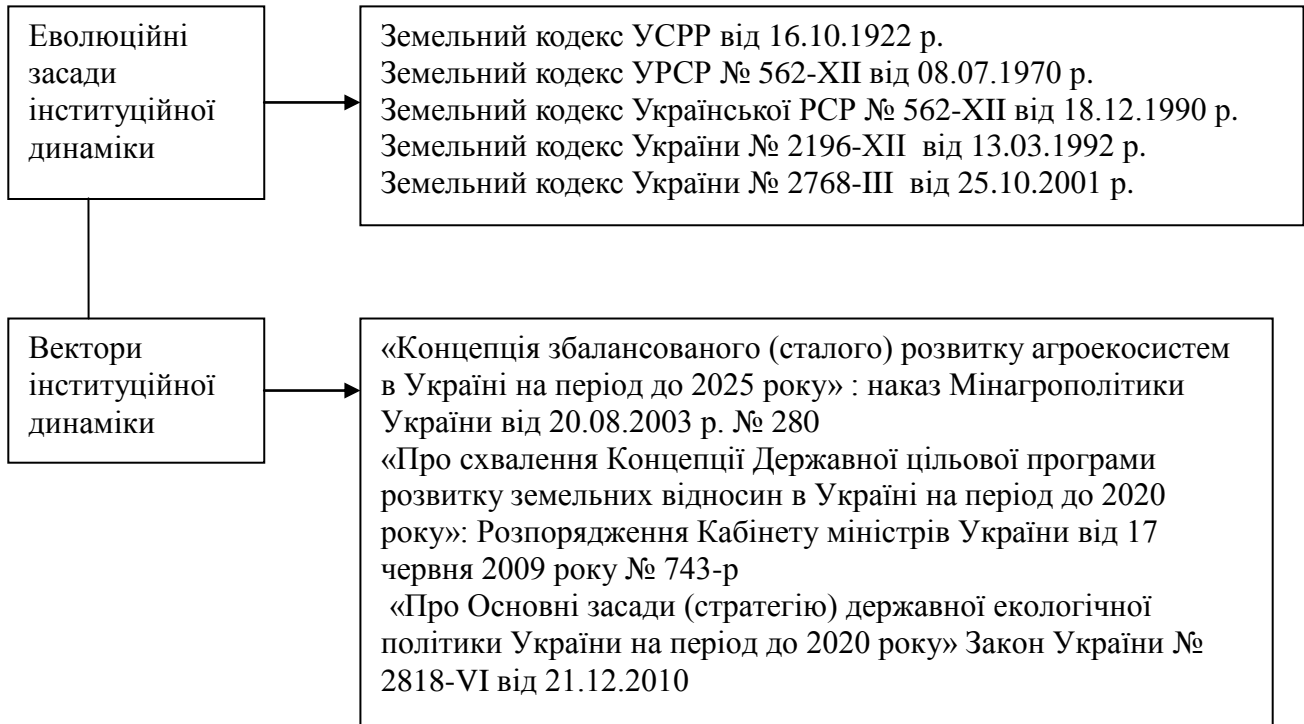 Еволюційні
засади
інституційної
динаміки
Земельний кодекс УСРР від 16.10.1922 р.
Земельний кодекс УРСР № 562-XII від 08.07.1970 р.
Земельний кодекс Української РСР № 562-XII від 18.12.1990 р.
Земельний кодекс України № 2196-XII від 13.03.1992 р.
Земельний кодекс України № 2768-III від 25.10.2001 р.
Вектори
інституційної
динаміки
«Концепція збалансованого (сталого) розвитку агроекосистем
в Україні на період до 2025 року» : наказ Мінагрополітики
України від 20.08.2003 р. № 280
«Про схвалення Концепції Державної цільової програми
розвитку земельних відносин в Україні на період до 2020
року»: Розпорядження Кабінету міністрів України від 17
червня 2009 року № 743-р
«Про Основні засади (стратегію) державної екологічної
політики України на період до 2020 року» Закон України №
2818-VI від 21.12.2010